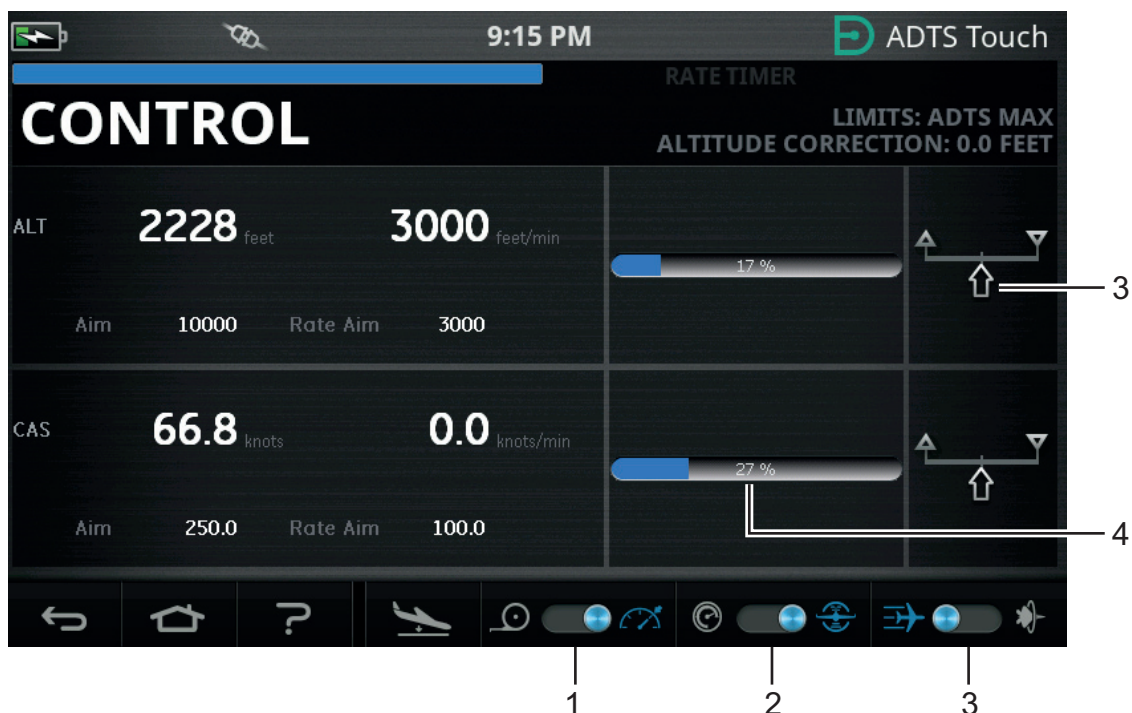 9:15 PM
ADTS Touch
RATE TIMER
CONTROL
LIMITS: ADTS MAX
ALTITUDE CORRECTION: 0.0 FEET
ALT 2228 feet 3000 feet/min
17 %
3
Aim 10000 Rate Aim 3000
CAS 66.8 knots 0.0 knots/min
27 %
Aim 250.0 Rate Aim 100.0
4
?
1 2 3